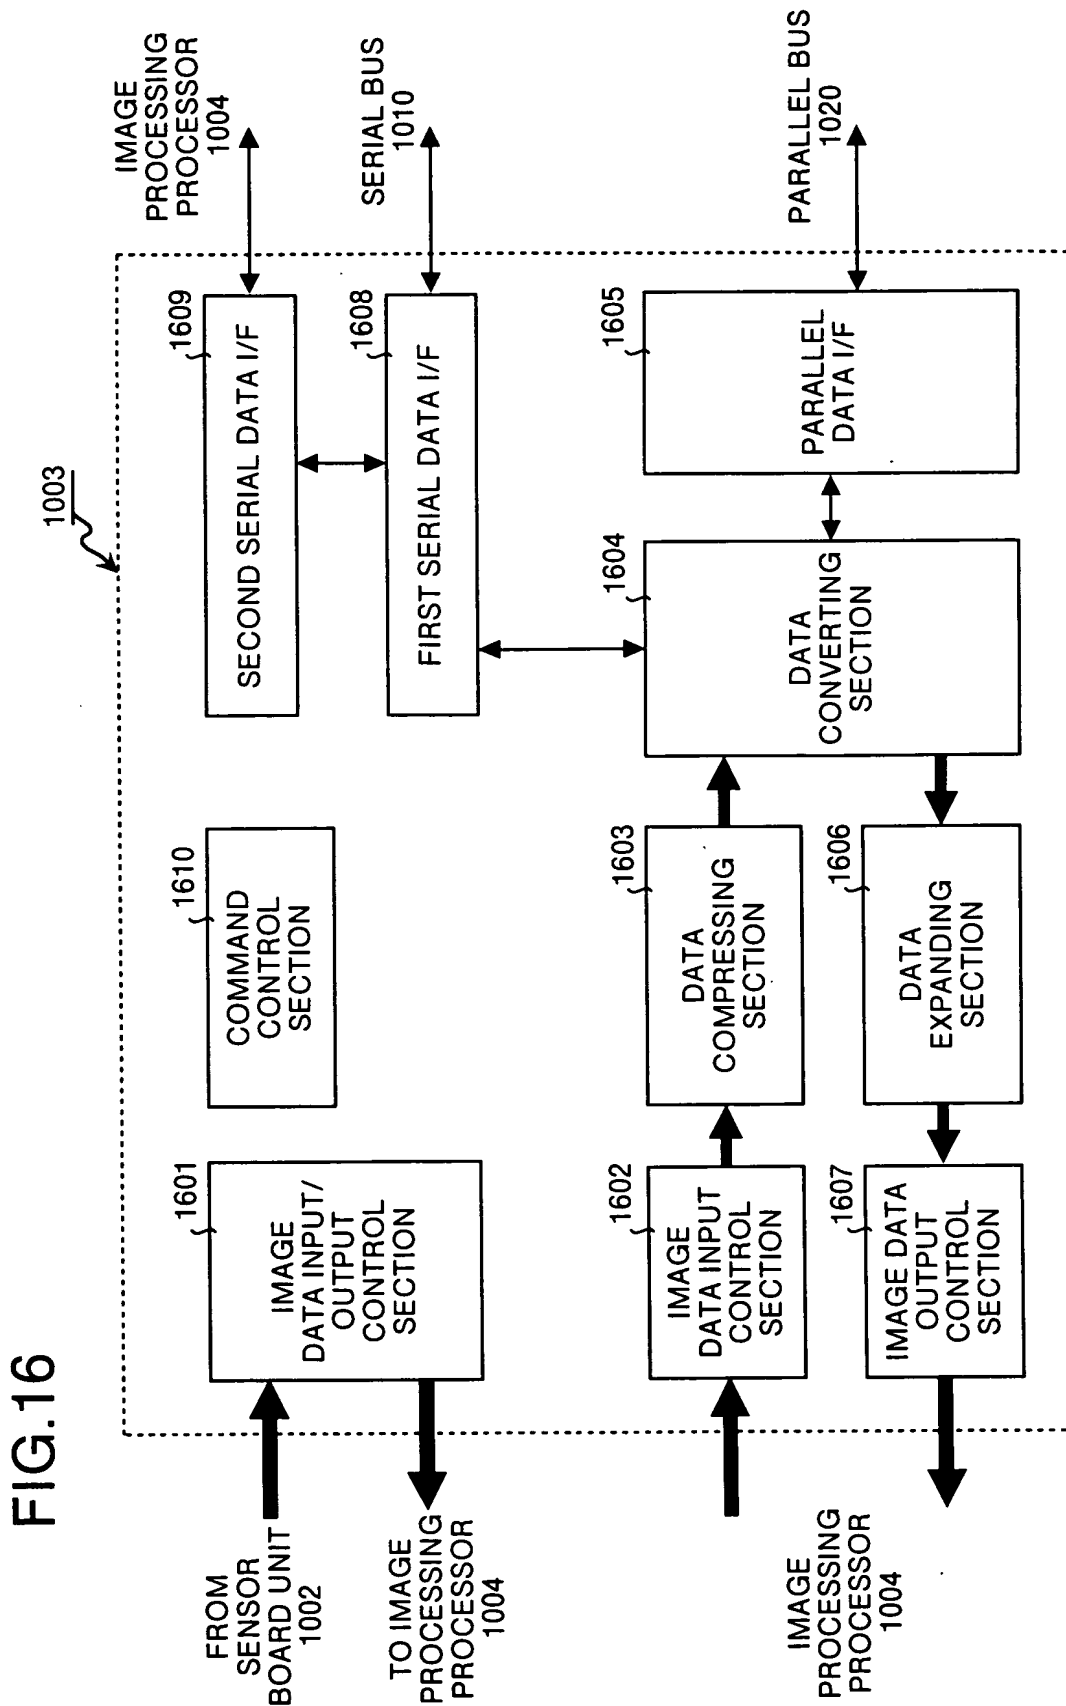 FIG.16
1003
FROM
SENSOR
BOARD UNIT
1002
TO IMAGE
PROCESSING
PROCESSOR
1004
1601
IMAGE
DATA INPUT/
OUTPUT
CONTROL
SECTION
1610
COMMAND
CONTROL
SECTION
1609
SECOND SERIAL DATA I/F
IMAGE
PROCESSING
PROCESSOR
1004
1608
FIRST SERIAL DATA I/F
SERIAL BUS
1010
IMAGE
PROCESSING
PROCESSOR
1004
1602
IMAGE
DATA INPUT
CONTROL
SECTION
1603
DATA
COMPRESSING
SECTION
1604
DATA
CONVERTING
SECTION
1605
PARALLEL
DATA I/F
PARALLEL BUS
1020
1607
IMAGE DATA
OUTPUT
CONTROL
SECTION
1606
DATA
EXPANDING
SECTION